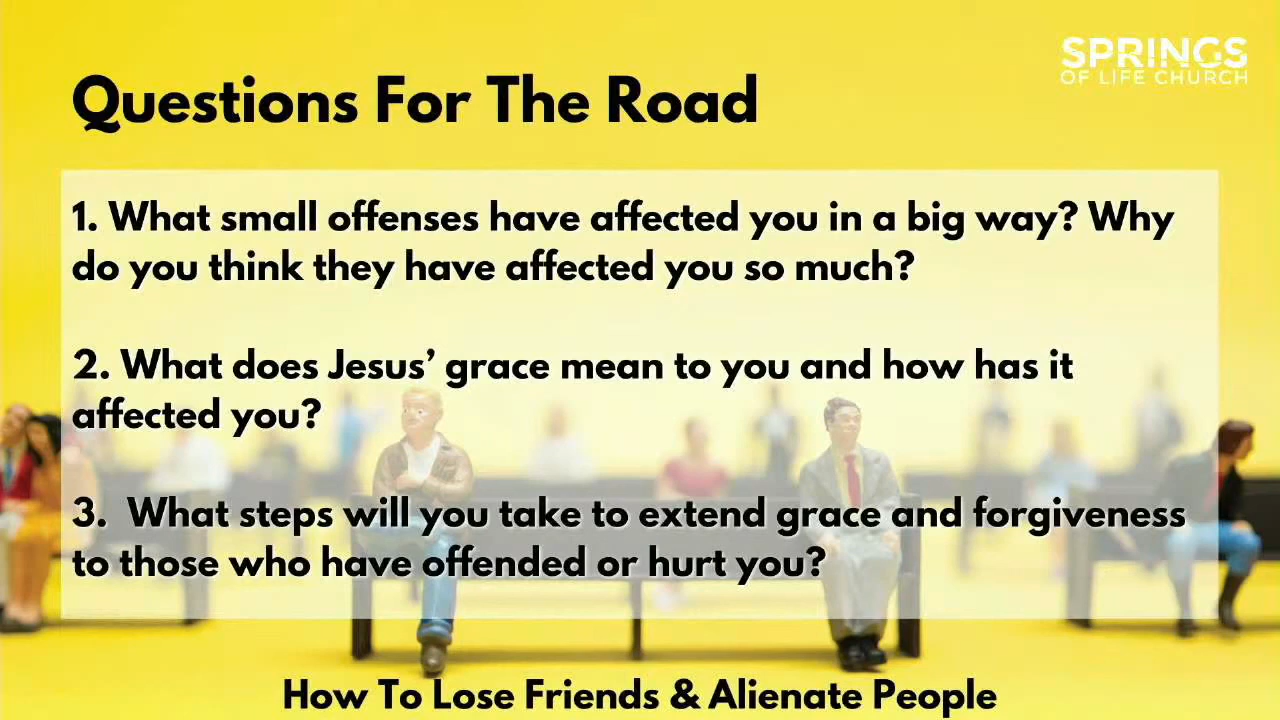 SPRINGS
OF LIFE CHURCH
Questions For The Road
1. What small offenses have affected you in a big way? Why
do you think they have affected you so much?
2. What does Jesus’ grace mean to you and how has it
affected you?
3.  What steps will you take to extend grace and forgiveness
to those who have offended or hurt you?
How To Lose Friends & Alienate People